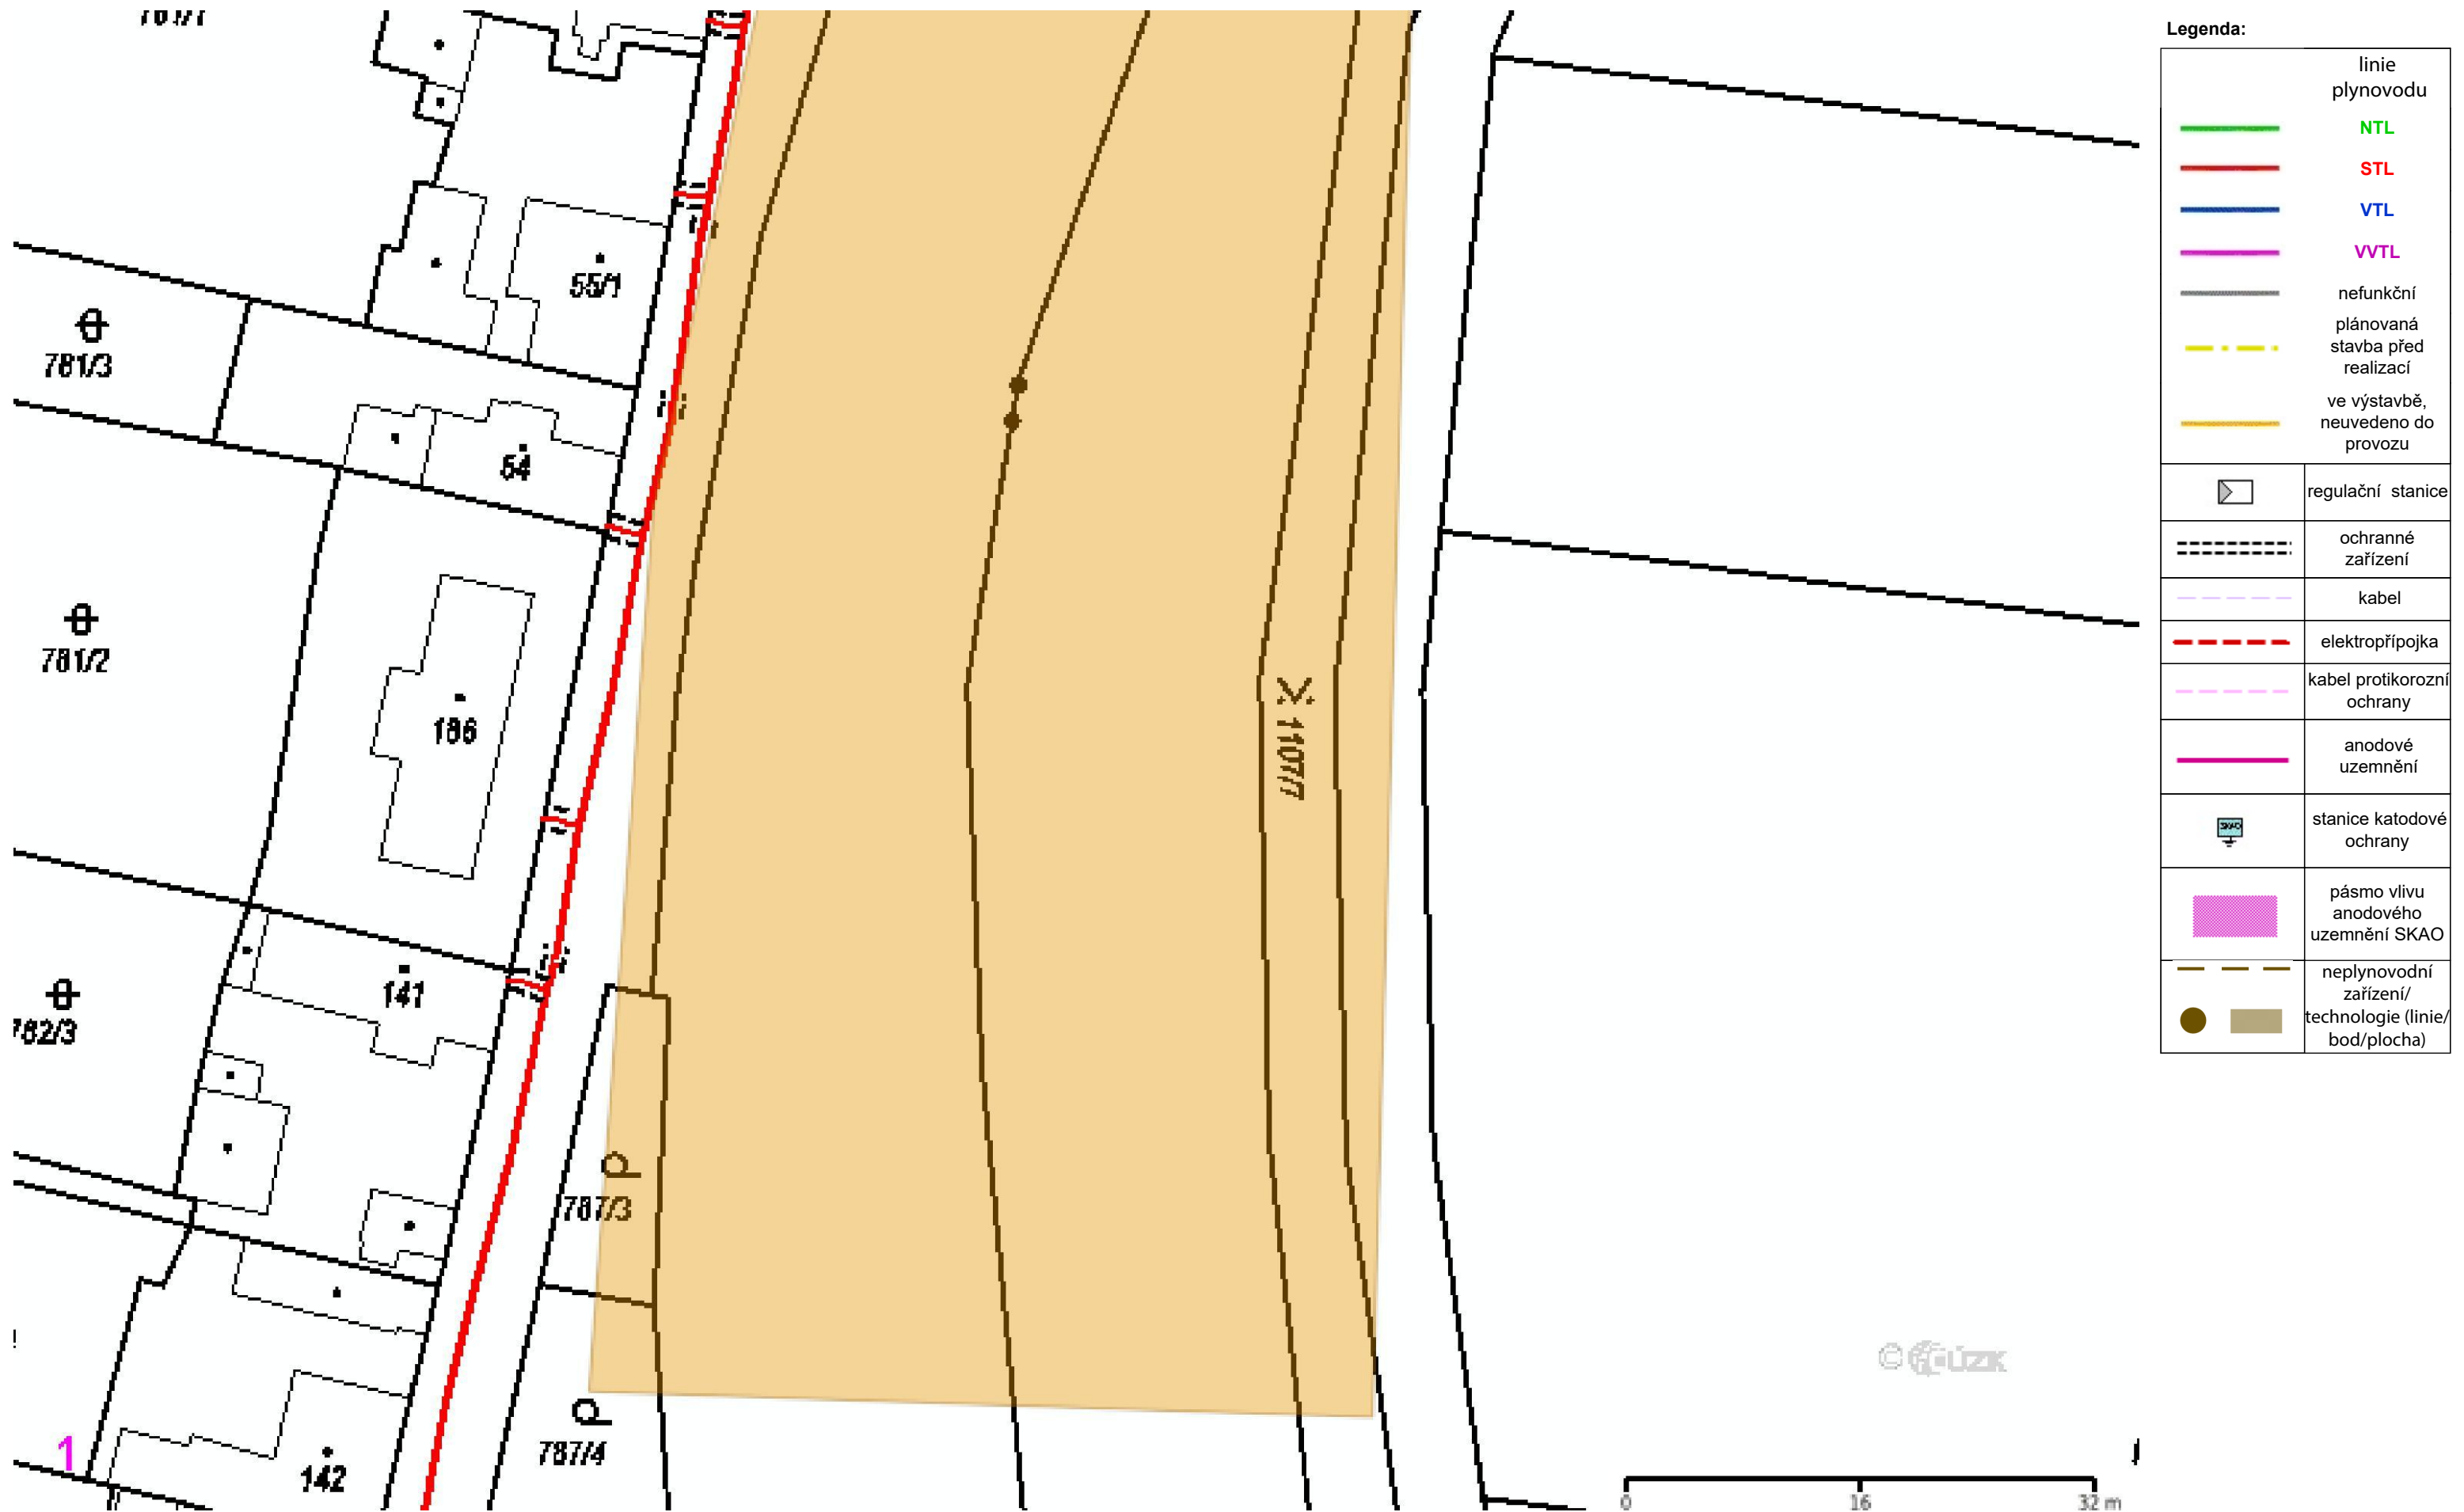 55/1
781/3
54
781/2
186
141
782/3
787/3
787/4
142
1
1107/7
0 16 32 m
Legenda:
linie
plynovodu
NTL
STL
VTL
VVTL
nefunkční
plánovaná
stavba před
realizací
ve výstavbě,
neuvedeno do
provozu
regulační stanice
ochranné
zařízení
kabel
elektropřípojka
kabel protikorozní
ochrany
anodové
uzemnění
SKAO
stanice katodové
ochrany
pásmo vlivu
anodového
uzemnění SKAO
neplynovodní
zařízení/
technologie (linie/
bod/plocha)